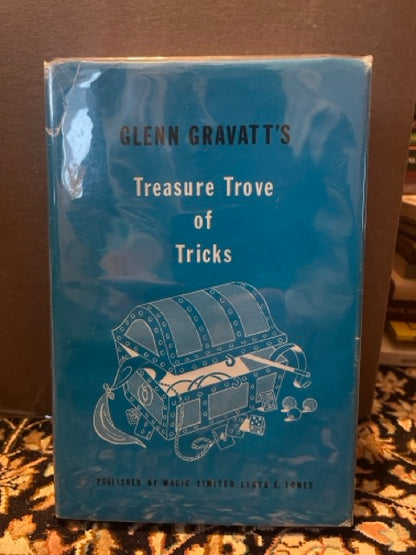 GLENN GRAVATT'S
Treasure Trove
of
Tricks
PUBLISHED BY MAGIC LIMITED, LLOYD E. JONES